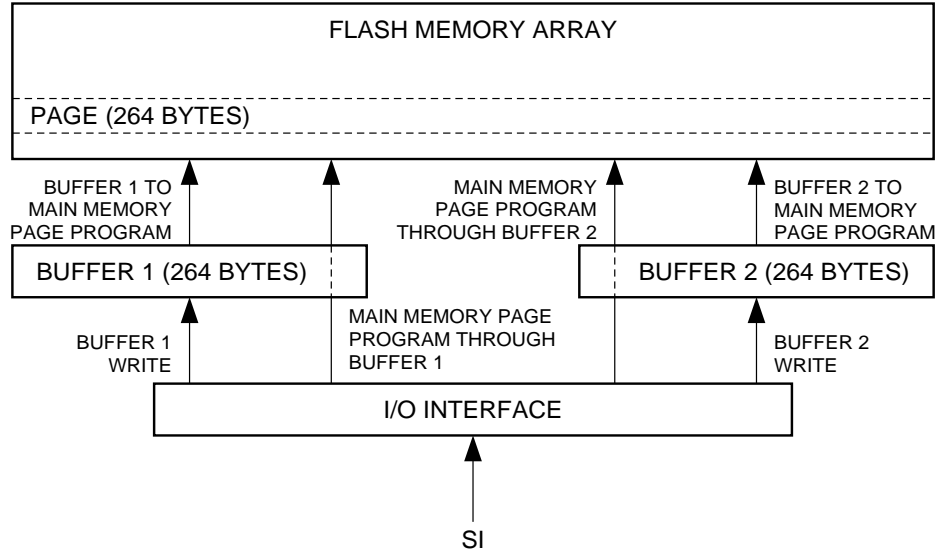 FLASH MEMORY ARRAY
PAGE (264 BYTES)
BUFFER 1 TO
MAIN MEMORY
PAGE PROGRAM
MAIN MEMORY
PAGE PROGRAM
THROUGH BUFFER 2
BUFFER 2 TO
MAIN MEMORY
PAGE PROGRAM
BUFFER 1 (264 BYTES)
BUFFER 2 (264 BYTES)
BUFFER 1
WRITE
MAIN MEMORY PAGE
PROGRAM THROUGH
BUFFER 1
BUFFER 2
WRITE
I/O INTERFACE
SI